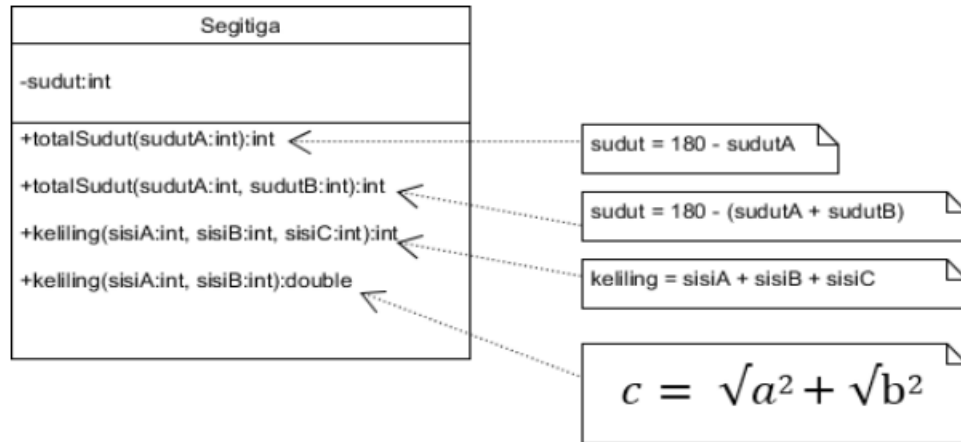 Segitiga
-sudut:int
+totalSudut(sudutA:int):int
+totalSudut(sudutA:int, sudutB:int):int
+keliling(sisiA:int, sisiB:int, sisiC:int):int
+keliling(sisiA:int, sisiB:int):double
sudut = 180 - sudutA
sudut = 180 - (sudutA + sudutB)
keliling = sisiA + sisiB + sisiC
c = √a² + √b²